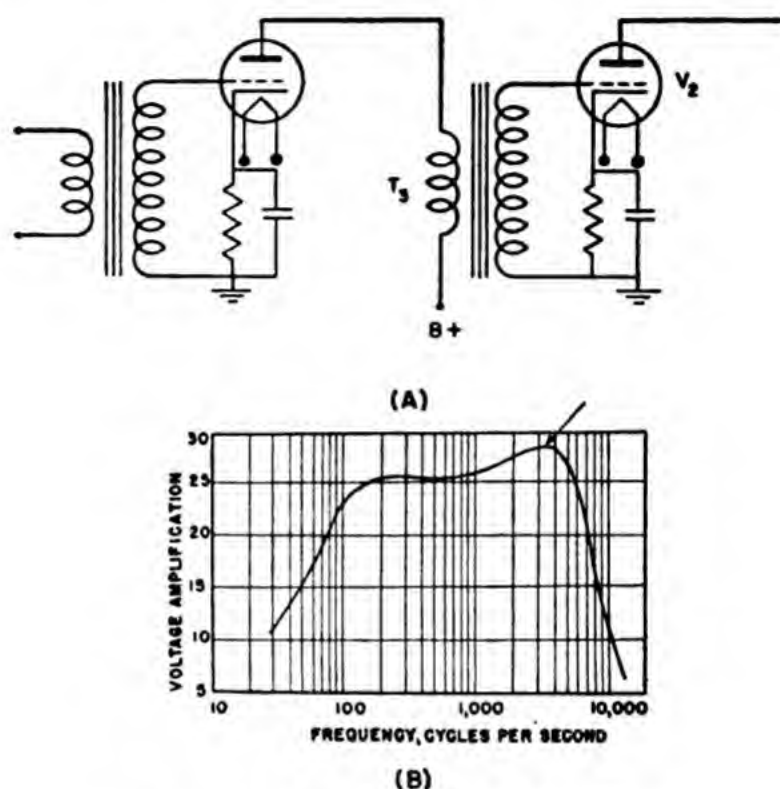 V2
T3
B+
(A)
30
25
20
15
10
5
VOLTAGE AMPLIFICATION
10 100 1,000 10,000
FREQUENCY, CYCLES PER SECOND
(B)